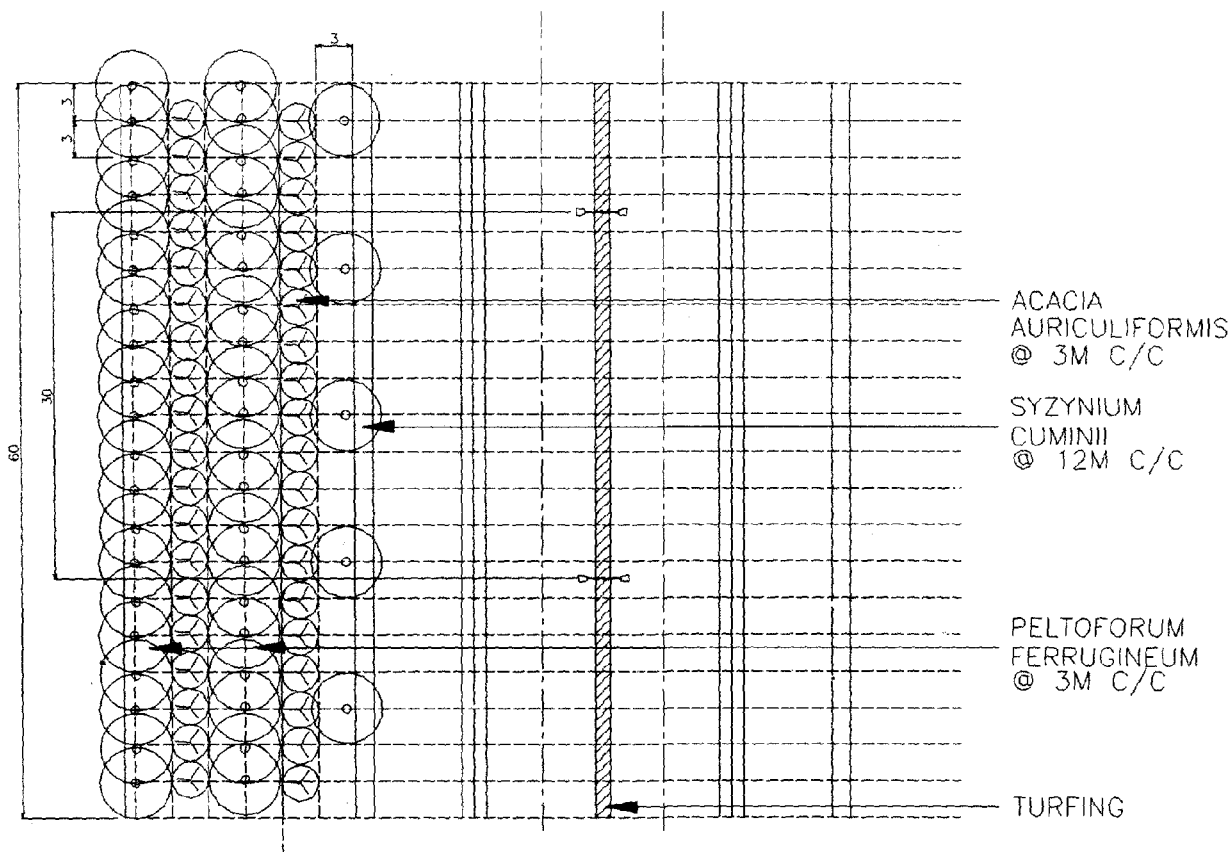 3
3
3
30
60
ACACIA
AURICULIFORMIS
@ 3M C/C
SYZYNIUM
CUMINII
@ 12M C/C
PELTOFORUM
FERRUGINEUM
@ 3M C/C
TURFING